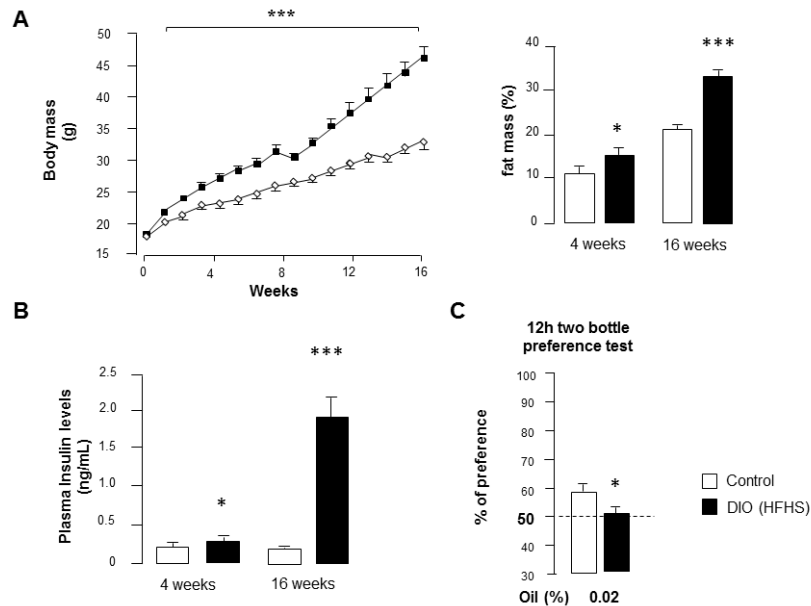 A
***
50
45
40
35
30
25
20
15
Body mass
(g)
0 4 8 12 16
Weeks
40
30
20
10
0
fat mass (%)
*
***
4 weeks 16 weeks
B
2.5
2.0
1.5
1.0
0.5
0
Plasma Insulin levels
(ng/mL)
*
***
4 weeks 16 weeks
C
12h two bottle
preference test
100
90
80
70
60
50
40
30
% of preference
*
Oil (%) 0.02
Control
DIO (HFHS)